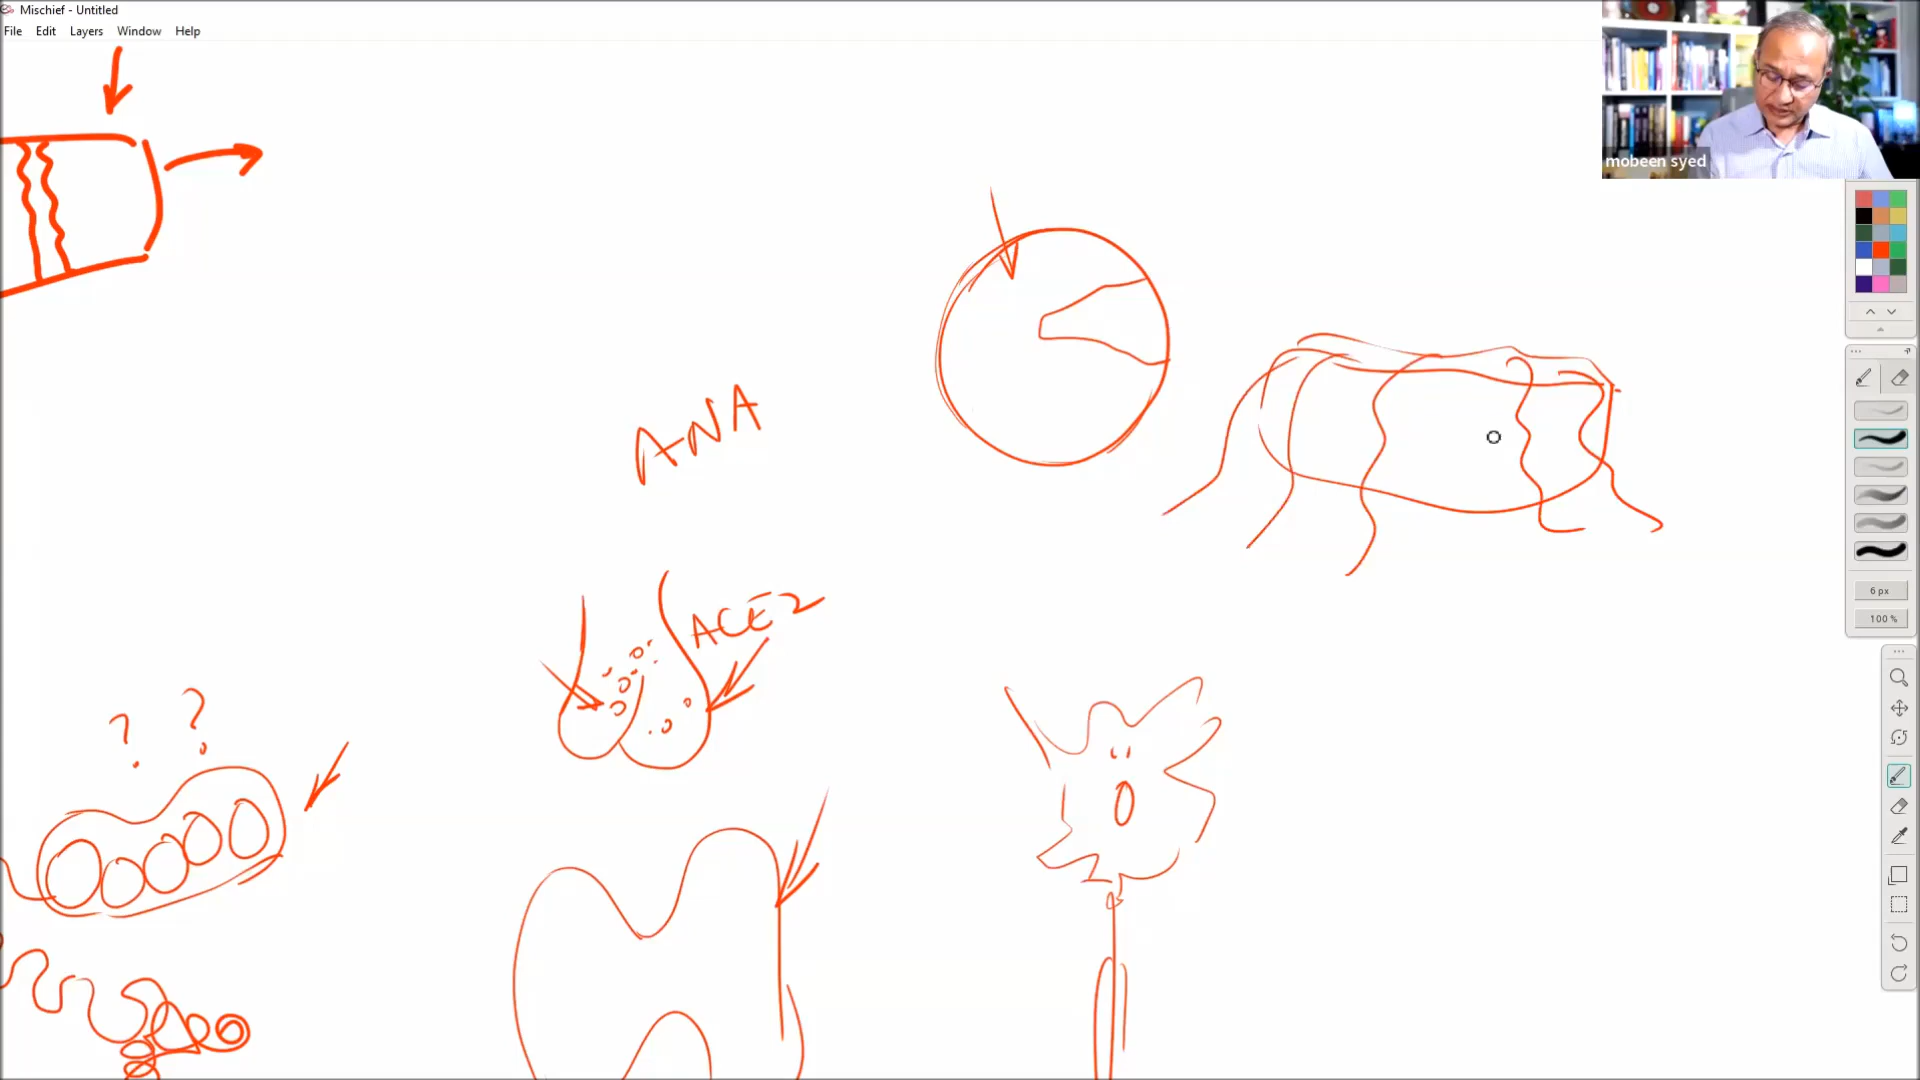 Mischief - Untitled
File Edit Layers Window Help
mobeen syed
ANA
ACE2
? ?
6 px
100 %